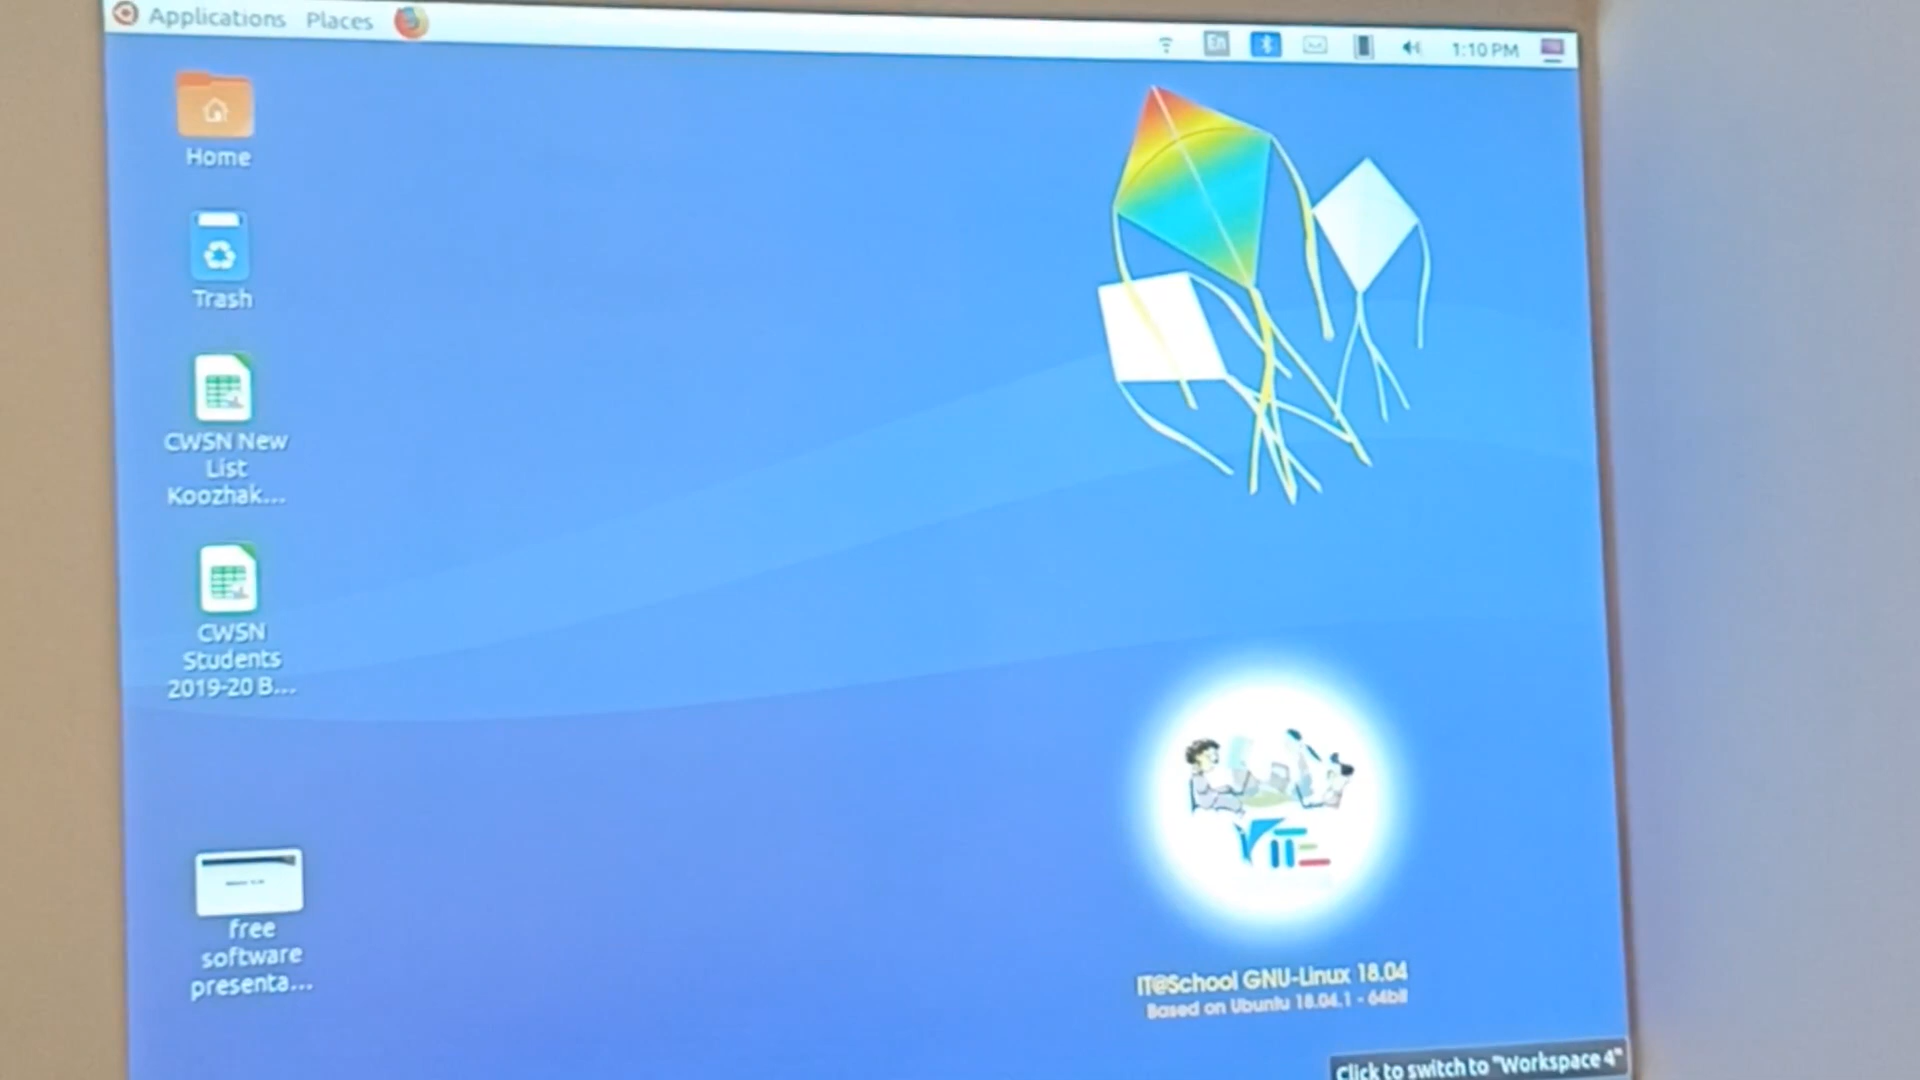 Applications Places
En
1:10 PM
Home
Trash
CWSN New
List
Koozhak...
CWSN
Students
2019-20 B...
free
software
presenta...
IT@School GNU-Linux 18.04
Based on Ubuntu 18.04.1 - 64bit
Click to switch to "Workspace 4"